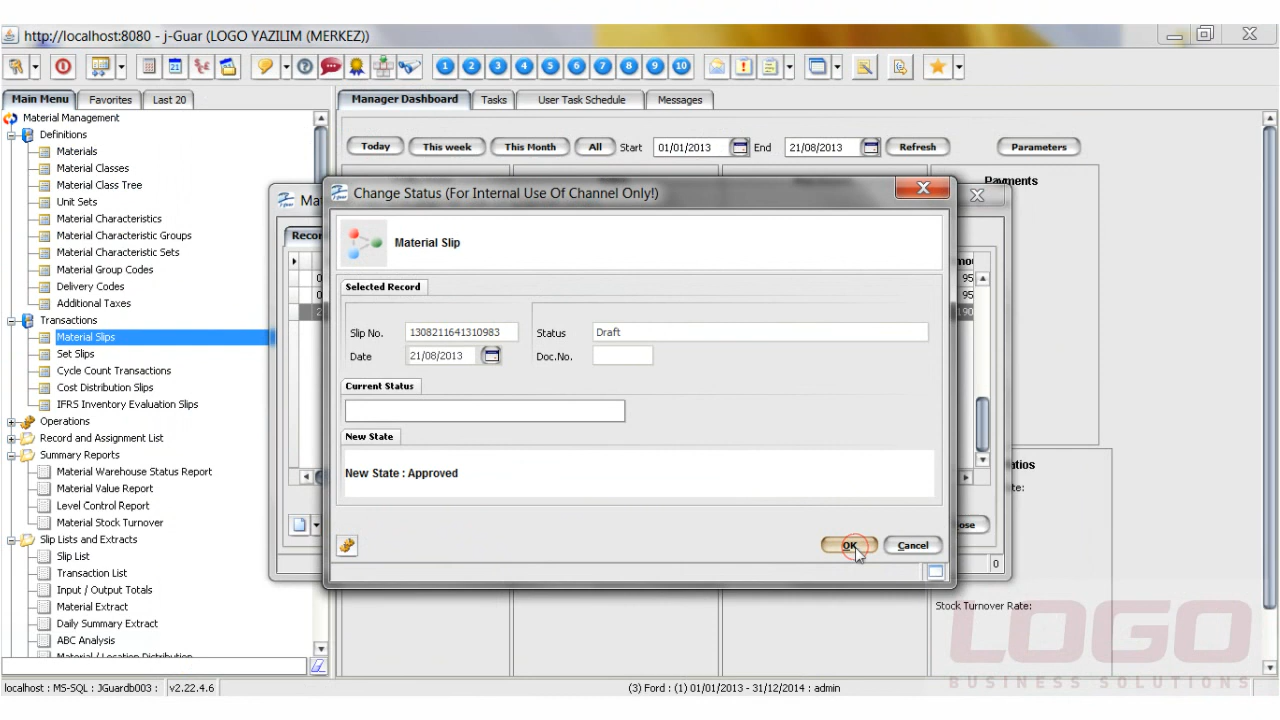 http://localhost:8080 - j-Guar (LOGO YAZILIM (MERKEZ))
1 2 3 4 5 6 7 8 9 10
Main Menu Favorites Last 20
Manager Dashboard Tasks User Task Schedule Messages
Material Management
Definitions
Materials
Material Classes
Material Class Tree
Unit Sets
Material Characteristics
Material Characteristic Groups
Material Characteristic Sets
Material Group Codes
Delivery Codes
Additional Taxes
Transactions
Material Slips
Set Slips
Cycle Count Transactions
Cost Distribution Slips
IFRS Inventory Evaluation Slips
Operations
Record and Assignment List
Summary Reports
Material Warehouse Status Report
Material Value Report
Level Control Report
Material Stock Turnover
Slip Lists and Extracts
Slip List
Transaction List
Input / Output Totals
Material Extract
Daily Summary Extract
ABC Analysis
Material / Location Distribution
Today This week This Month All Start 01/01/2013 End 21/08/2013 Refresh Parameters
Payments
Change Status (For Internal Use Of Channel Only!)
Material Slip
Selected Record
Slip No. 1308211641310983 Status Draft
Date 21/08/2013 Doc.No.
Current Status
New State
New State : Approved
OK Cancel
95
95
190
0
Stock Turnover Rate:
LOGO
BUSINESS SOLUTIONS
localhost : MS-SQL : JGuardb003 : v2.22.4.6
(3) Ford : (1) 01/01/2013 - 31/12/2014 : admin